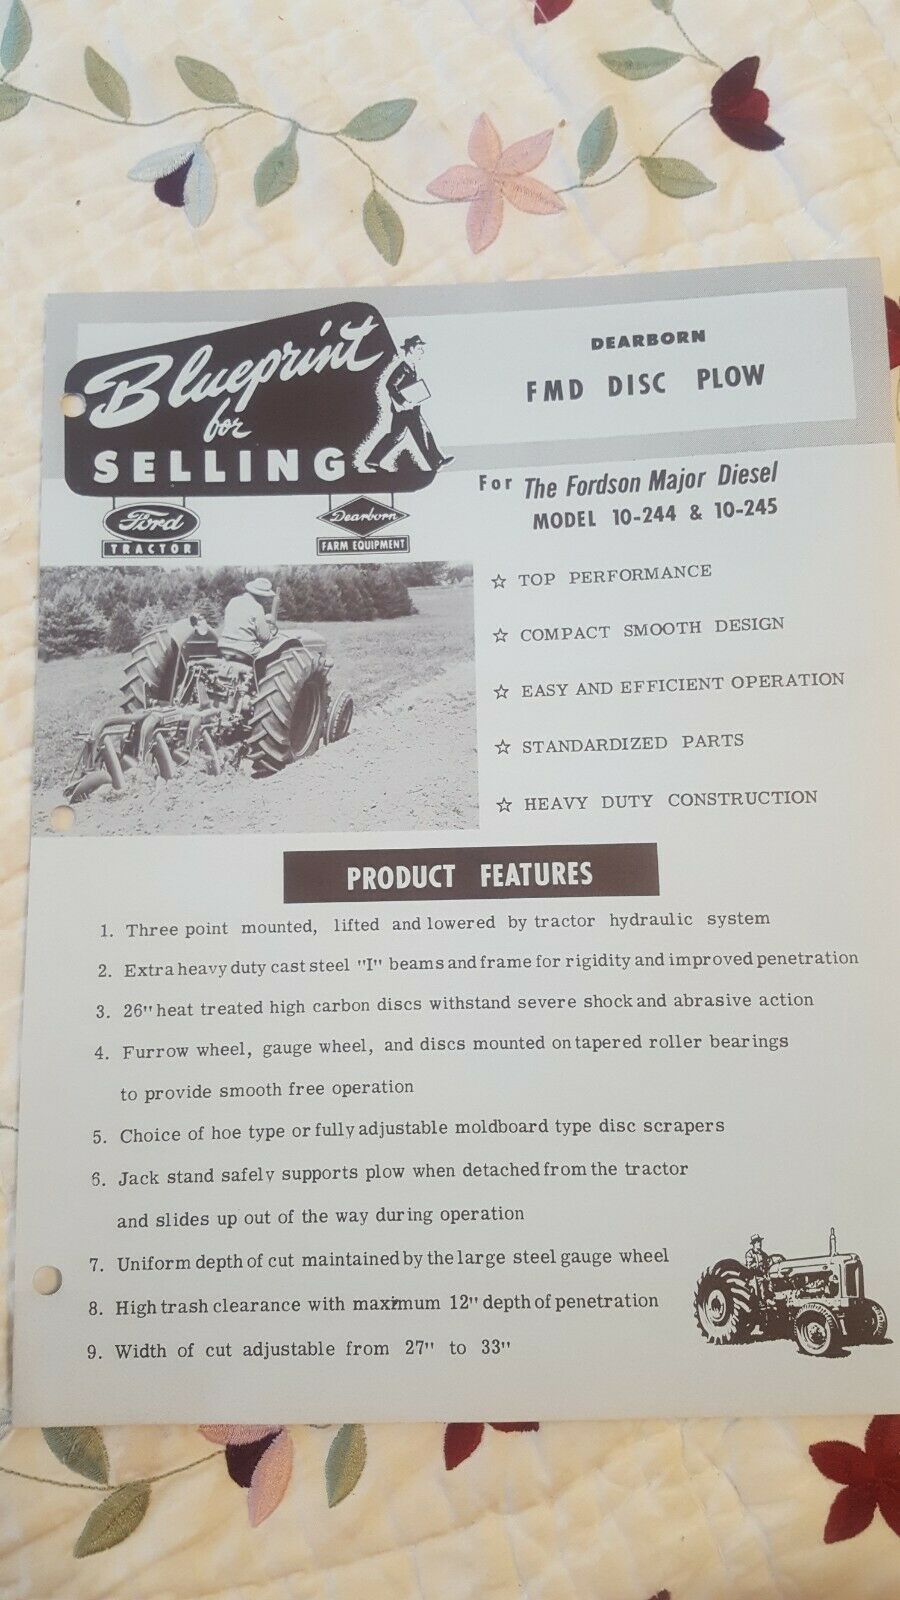 Blueprint
for
SELLING
Ford
TRACTOR
Dearborn
FARM EQUIPMENT
DEARBORN
FMD DISC PLOW
For The Fordson Major Diesel
MODEL 10-244 & 10-245
☆ TOP PERFORMANCE
☆ COMPACT SMOOTH DESIGN
☆ EASY AND EFFICIENT OPERATION
☆ STANDARDIZED PARTS
☆ HEAVY DUTY CONSTRUCTION
PRODUCT FEATURES
1. Three point mounted, lifted and lowered by tractor hydraulic system
2. Extra heavy duty cast steel "I" beams and frame for rigidity and improved penetration
3. 26" heat treated high carbon discs withstand severe shock and abrasive action
4. Furrow wheel, gauge wheel, and discs mounted on tapered roller bearings
to provide smooth free operation
5. Choice of hoe type or fully adjustable moldboard type disc scrapers
6. Jack stand safely supports plow when detached from the tractor
and slides up out of the way during operation
7. Uniform depth of cut maintained by the large steel gauge wheel
8. High trash clearance with maximum 12" depth of penetration
9. Width of cut adjustable from 27" to 33"